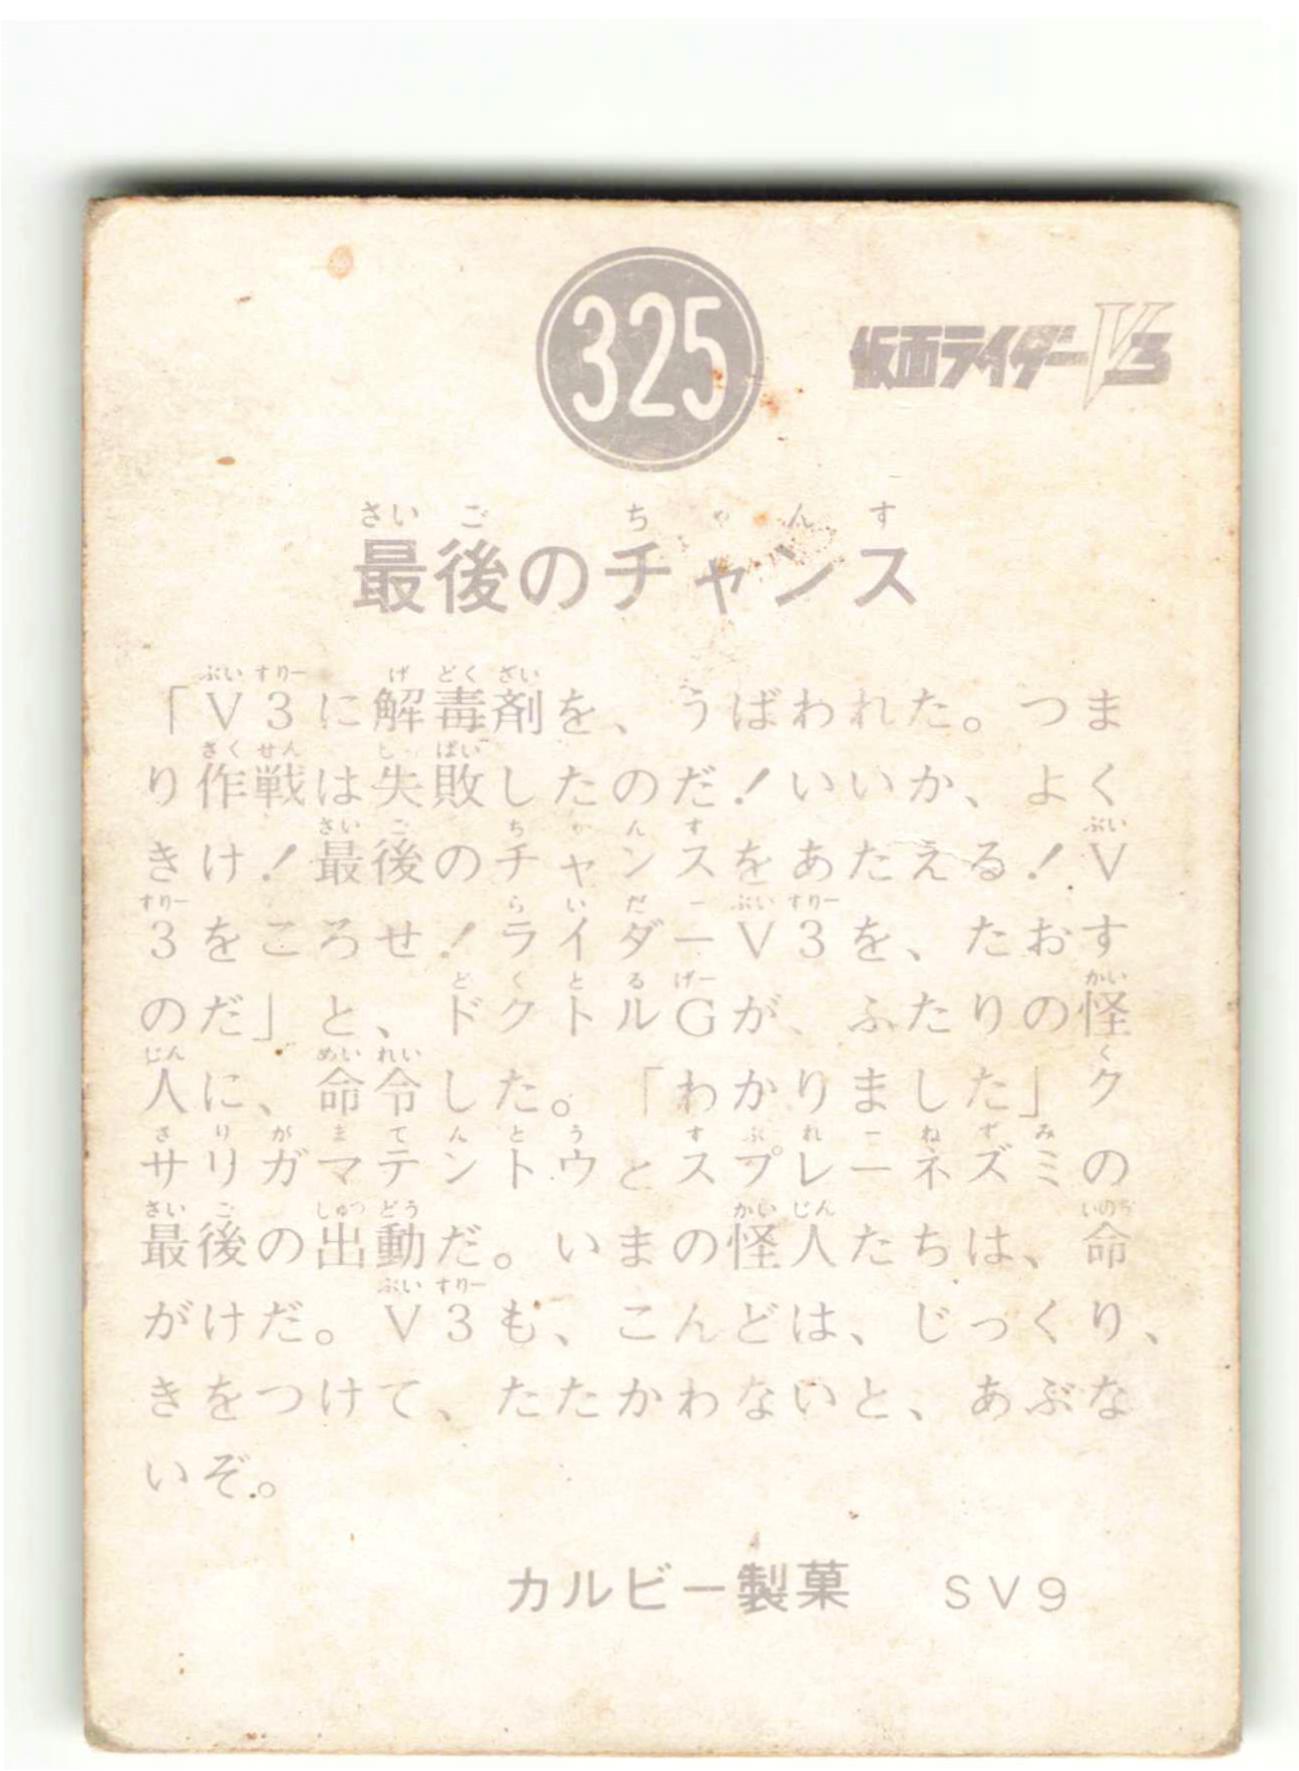 325
仮面ライダーV3
さいご ちゃんす
最後のチャンス
ぶいすりー げどくざい
「V3に解毒剤を、うばわれた。つま
さくせん しっぱい
り作戦は失敗したのだ！いいか、よく
さいご ちゃんす ぶい
きけ！最後のチャンスをあたえる！V
すりー らいだー ぶいすりー
3をころせ！ライダーV3を、たおす
どくとるげー かい
のだ」と、ドクトルGが、ふたりの怪
じん めいれい く
人に、命令した。「わかりました」ク
さりがまてんとう すぷれーねずみ
サリガマテントウとスプレーネズミの
さいご しゅつどう かいじん いのち
最後の出動だ。いまの怪人たちは、命
ぶいすりー
がけだ。V3も、こんどは、じっくり、
きをつけて、たたかわないと、あぶな
いぞ。
カルビー製菓 SV9